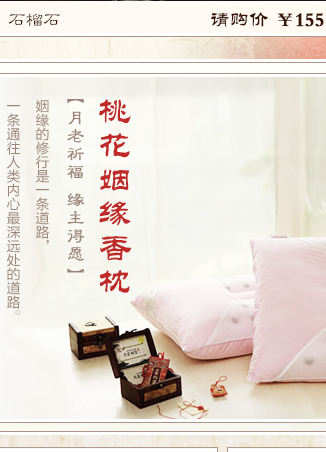 石榴石
请购价 ¥155
桃花姻缘香枕
【月老祈福 缘主得愿】
姻缘的修行是一条道路，
一条通往人类内心最深远处的道路。